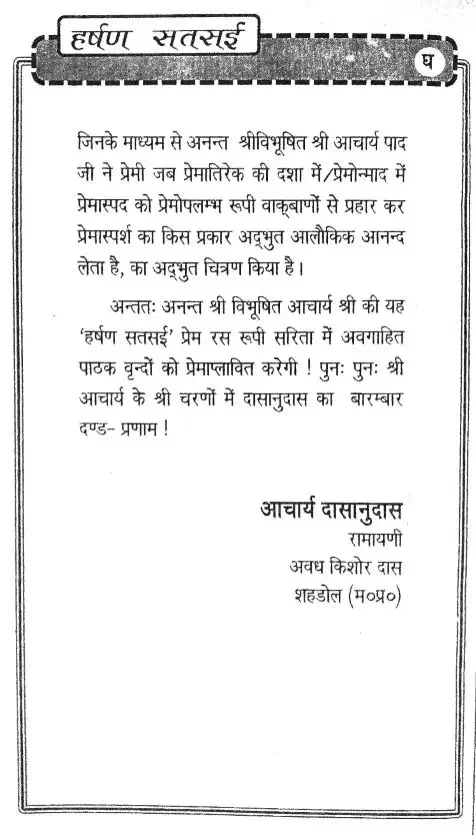 हर्षण सतसई
घ
जिनके माध्यम से अनन्त श्रीविभूषित श्री आचार्य पाद
जी ने प्रेमी जब प्रेमातिरेक की दशा में/प्रेमोन्माद में
प्रेमास्पद को प्रेमोपलम्भ रूपी वाक्‌बाणों से प्रहार कर
प्रेमास्पर्श का किस प्रकार अद्‌भुत आलौकिक आनन्द
लेता है, का अद्‌भुत चित्रण किया है।
अन्ततः अनन्त श्री विभूषित आचार्य श्री की यह
‘हर्षण सतसई’ प्रेम रस रूपी सरिता में अवगाहित
पाठक वृन्दों को प्रेमाप्लावित करेगी ! पुनः पुनः श्री
आचार्य के श्री चरणों में दासानुदास का बारम्बार
दण्ड- प्रणाम !
आचार्य दासानुदास
रामायणी
अवध किशोर दास
शहडोल (म०प्र०)